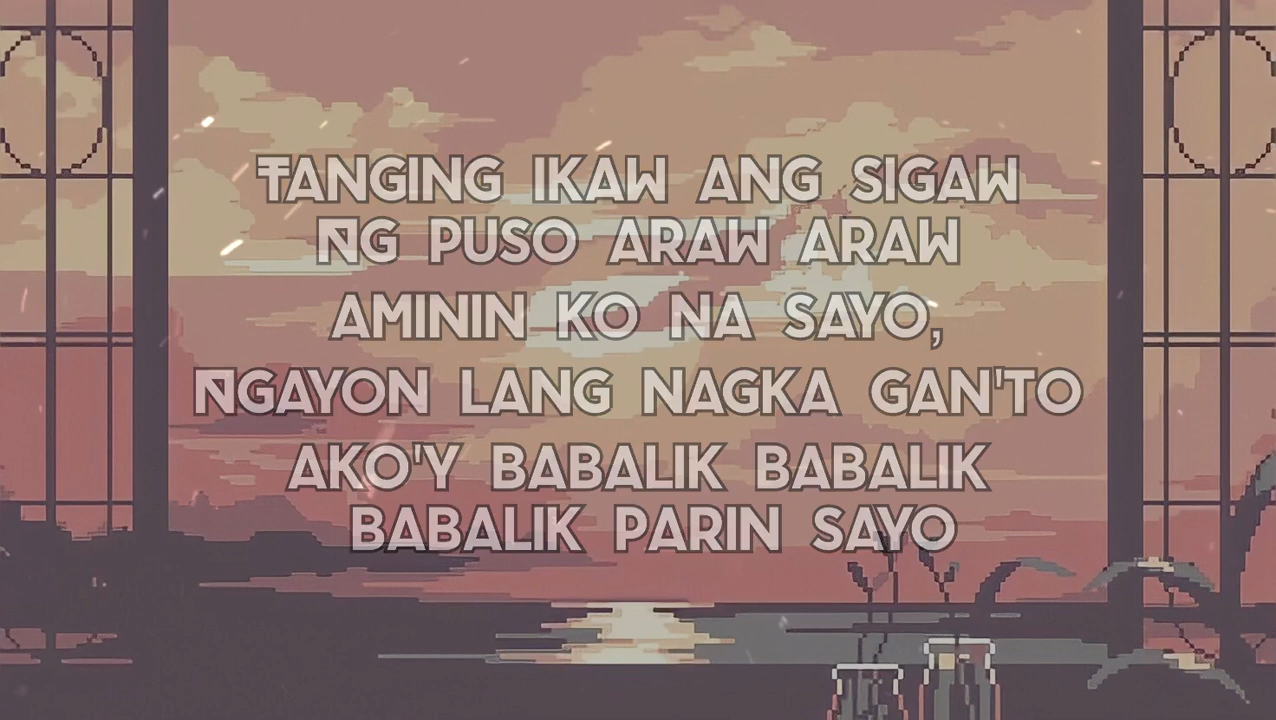 TANGING IKAW ANG SIGAW
NG PUSO ARAW ARAW
AMININ KO NA SAYO,
NGAYON LANG NAGKA GAN'TO
AKO'Y BABALIK BABALIK
BABALIK PARIN SAYO